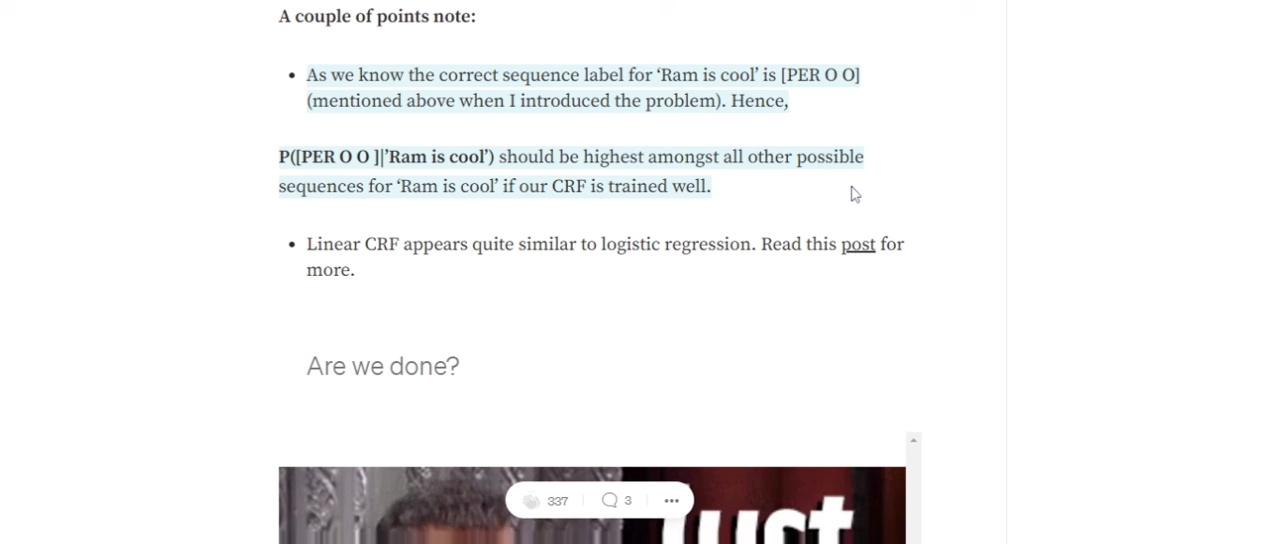 A couple of points note:
• As we know the correct sequence label for ‘Ram is cool’ is [PER O O]
(mentioned above when I introduced the problem). Hence,
P([PER O O ]|’Ram is cool’) should be highest amongst all other possible
sequences for ‘Ram is cool’ if our CRF is trained well.
• Linear CRF appears quite similar to logistic regression. Read this post for
more.
Are we done?
337 3